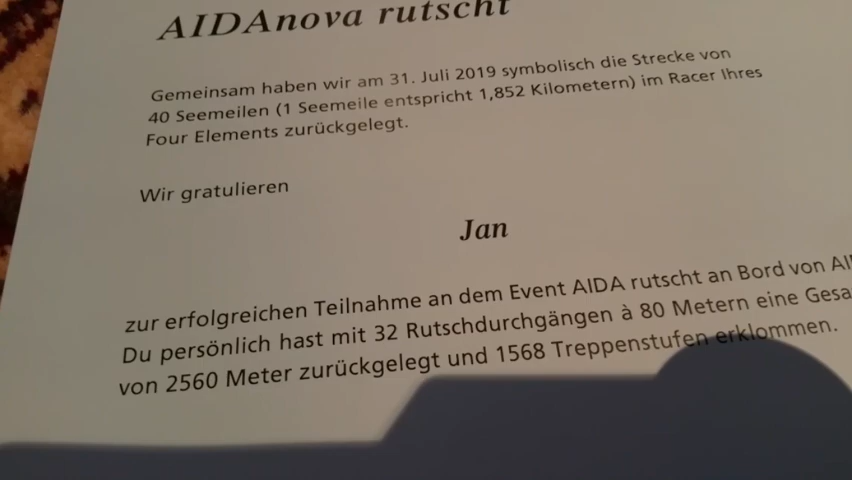 AIDAnova rutscht
Gemeinsam haben wir am 31. Juli 2019 symbolisch die Strecke von
40 Seemeilen (1 Seemeile entspricht 1,852 Kilometern) im Racer Ihres
Four Elements zurückgelegt.
Wir gratulieren
Jan
zur erfolgreichen Teilnahme an dem Event AIDA rutscht an Bord von
Du persönlich hast mit 32 Rutschdurchgängen à 80 Metern eine
von 2560 Meter zurückgelegt und 1568 Treppenstufen erklommen.